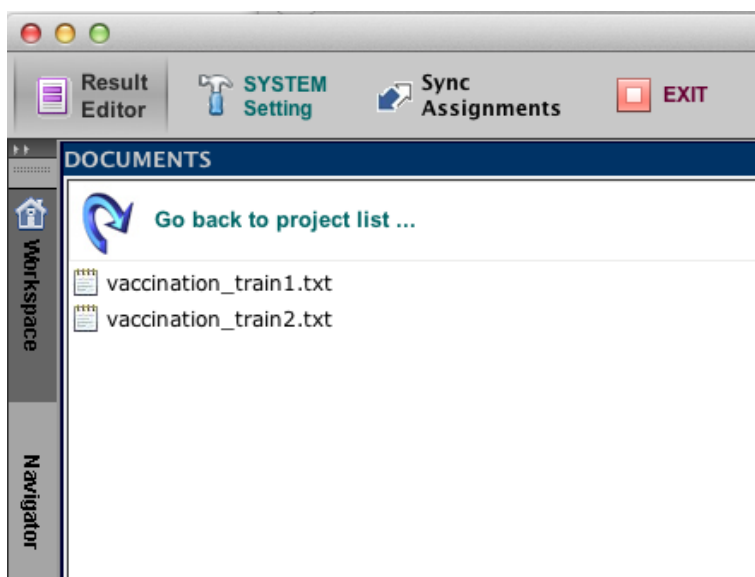 Result
Editor
SYSTEM
Setting
Sync
Assignments
EXIT
DOCUMENTS
Go back to project list ...
vaccination_train1.txt
vaccination_train2.txt
Workspace
Navigator